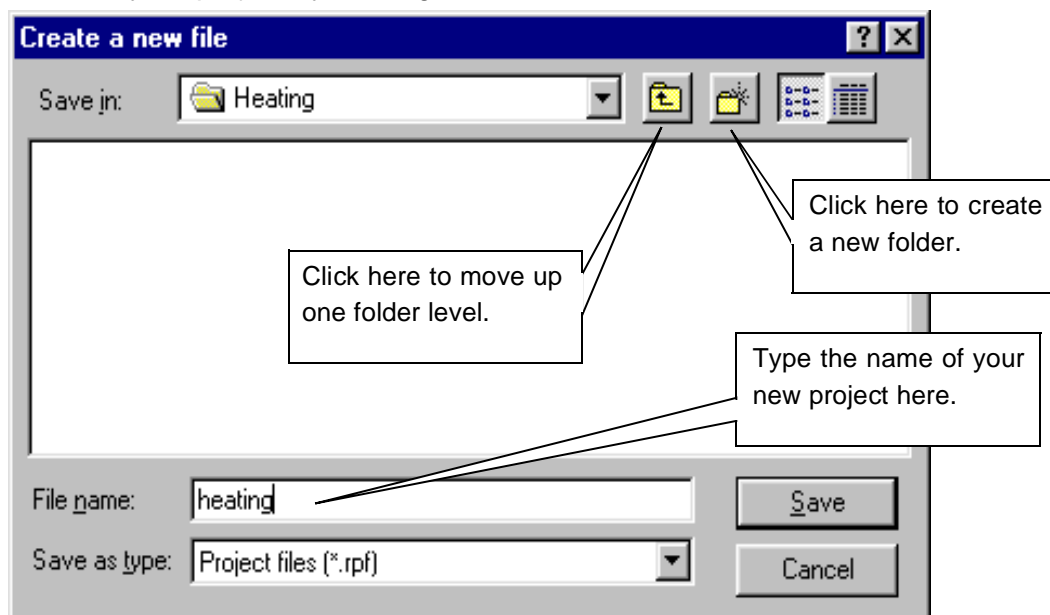 Create a new file
Save in: Heating
Click here to create
a new folder.
Click here to move up
one folder level.
Type the name of your
new project here.
File name: heating Save
Save as type: Project files (*.rpf) Cancel